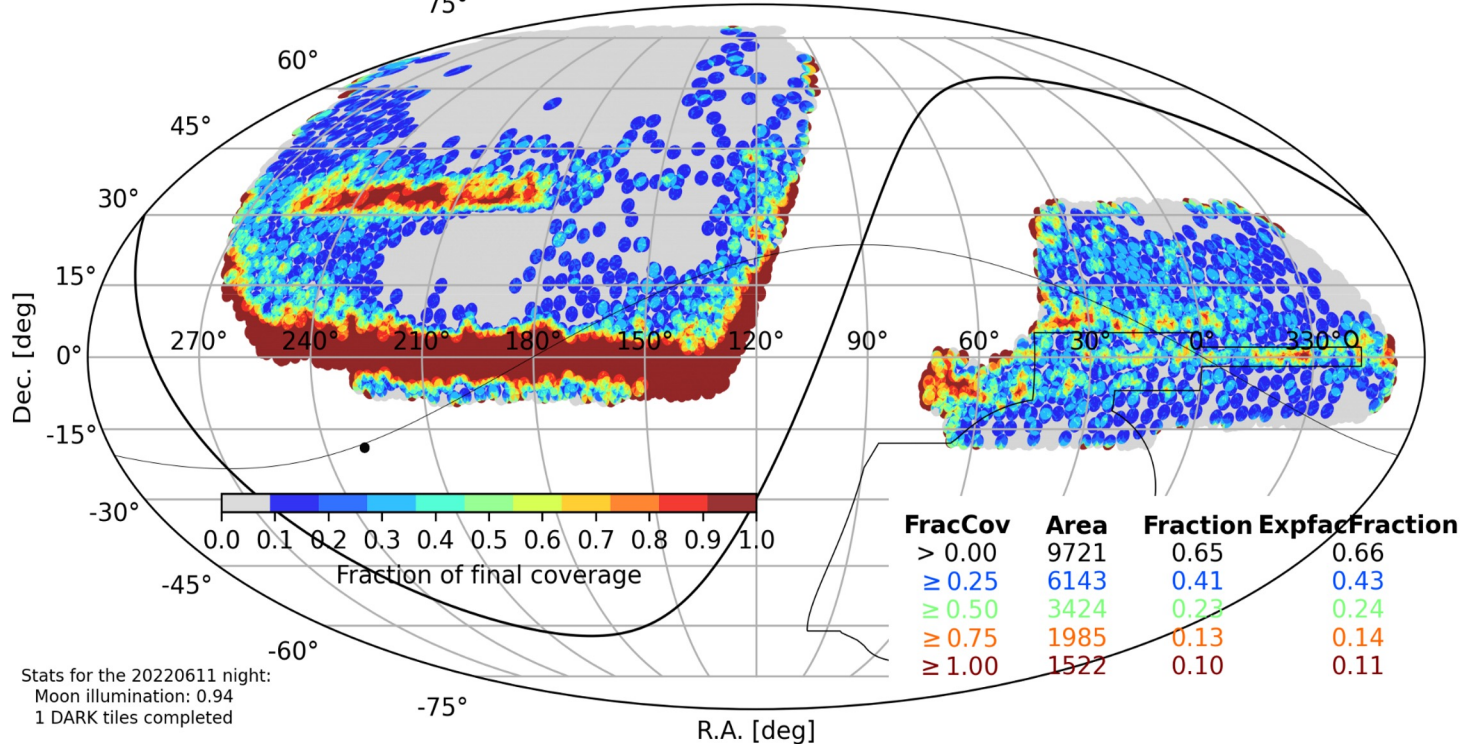 75°
60°
45°
30°
15°
0°
-15°
-30°
-45°
-60°
-75°
Dec. [deg]
270° 240° 210° 180° 150° 120° 90° 60° 30° 0° 330°
0.0 0.1 0.2 0.3 0.4 0.5 0.6 0.7 0.8 0.9 1.0
Fraction of final coverage
FracCov Area Fraction ExpfacFraction
> 0.00 9721 0.65 0.66
≥ 0.25 6143 0.41 0.43
≥ 0.50 3424 0.23 0.24
≥ 0.75 1985 0.13 0.14
≥ 1.00 1522 0.10 0.11
Stats for the 20220611 night:
Moon illumination: 0.94
1 DARK tiles completed
R.A. [deg]